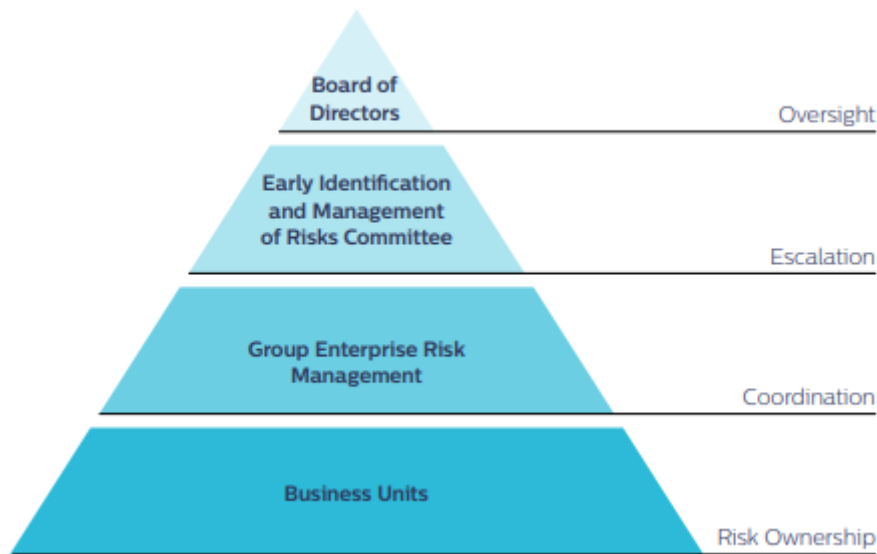 Board of
Directors
Oversight
Early Identification
and Management
of Risks Committee
Escalation
Group Enterprise Risk
Management
Coordination
Business Units
Risk Ownership